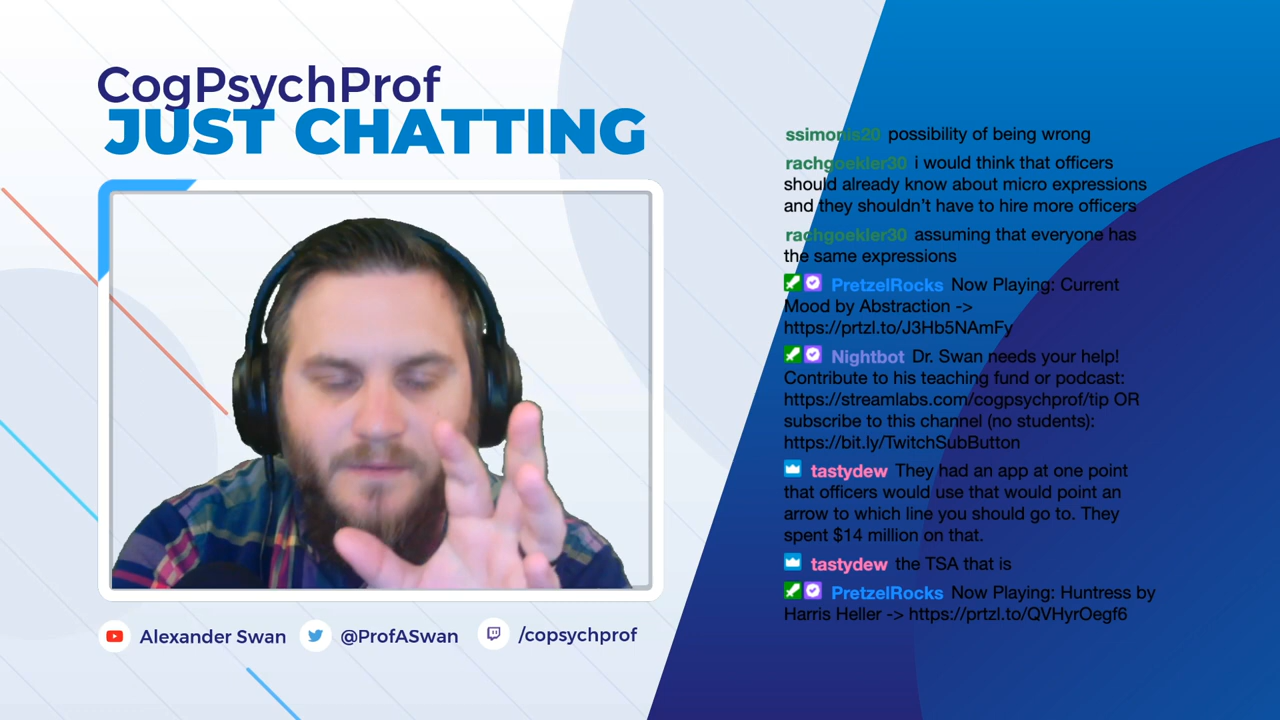 CogPsychProf
JUST CHATTING
ssimonis20 possibility of being wrong
rachgoekler30 i would think that officers
should already know about micro expressions
and they shouldn't have to hire more officers
rachgoekler30 assuming that everyone has
the same expressions
PretzelRocks Now Playing: Current
Mood by Abstraction ->
https://prtzl.to/J3Hb5NAmFy
Nightbot Dr. Swan needs your help!
Contribute to his teaching fund or podcast:
https://streamlabs.com/cogpsychprof/tip OR
subscribe to this channel (no students):
https://bit.ly/TwitchSubButton
tastydew They had an app at one point
that officers would use that would point an
arrow to which line you should go to. They
spent $14 million on that.
tastydew the TSA that is
PretzelRocks Now Playing: Huntress by
Harris Heller -> https://prtzl.to/QVHyrOegf6
Alexander Swan
@ProfASwan
/copsychprof